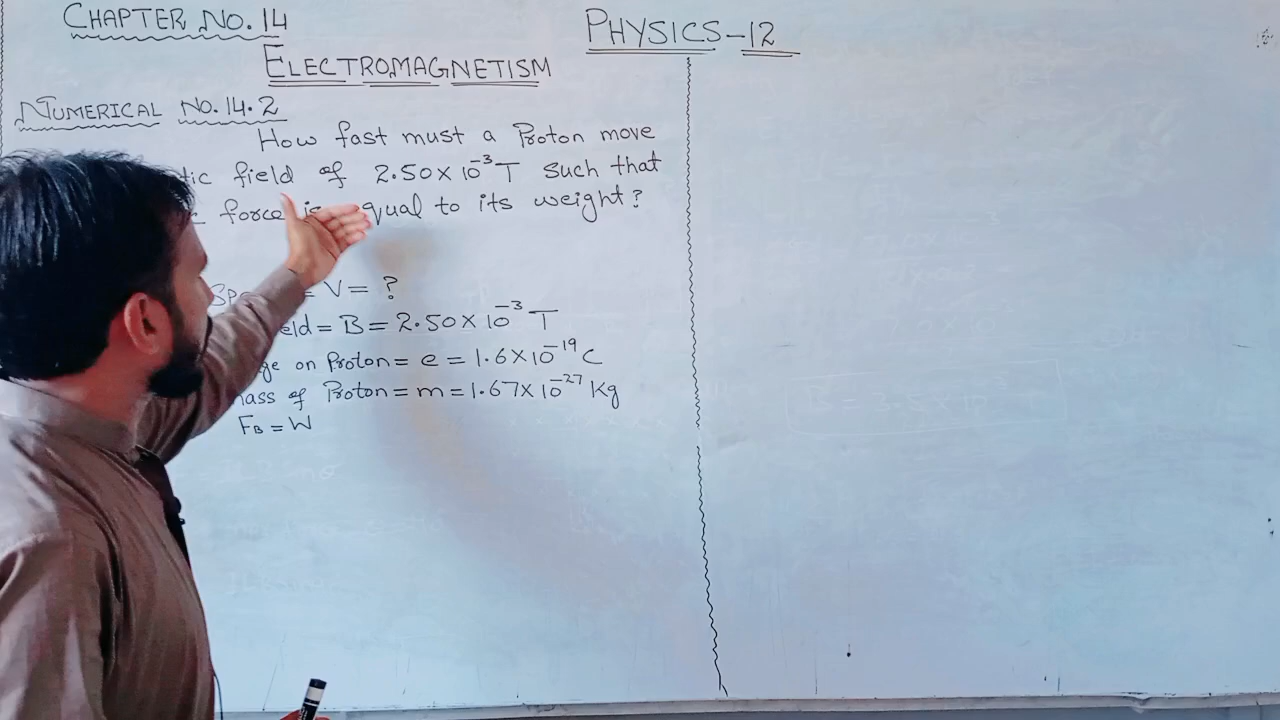 CHAPTER NO. 14
PHYSICS-12
ELECTROMAGNETISM
NUMERICAL NO. 14.2
How fast must a Proton move
tic field of 2.50×10⁻³T such that
force is equal to its weight?
Spe = V= ?
eld = B = 2.50×10⁻³ T
ge on Proton = e = 1.6×10⁻¹⁹C
mass of Proton = m = 1.67×10⁻²⁷ Kg
F_B = W